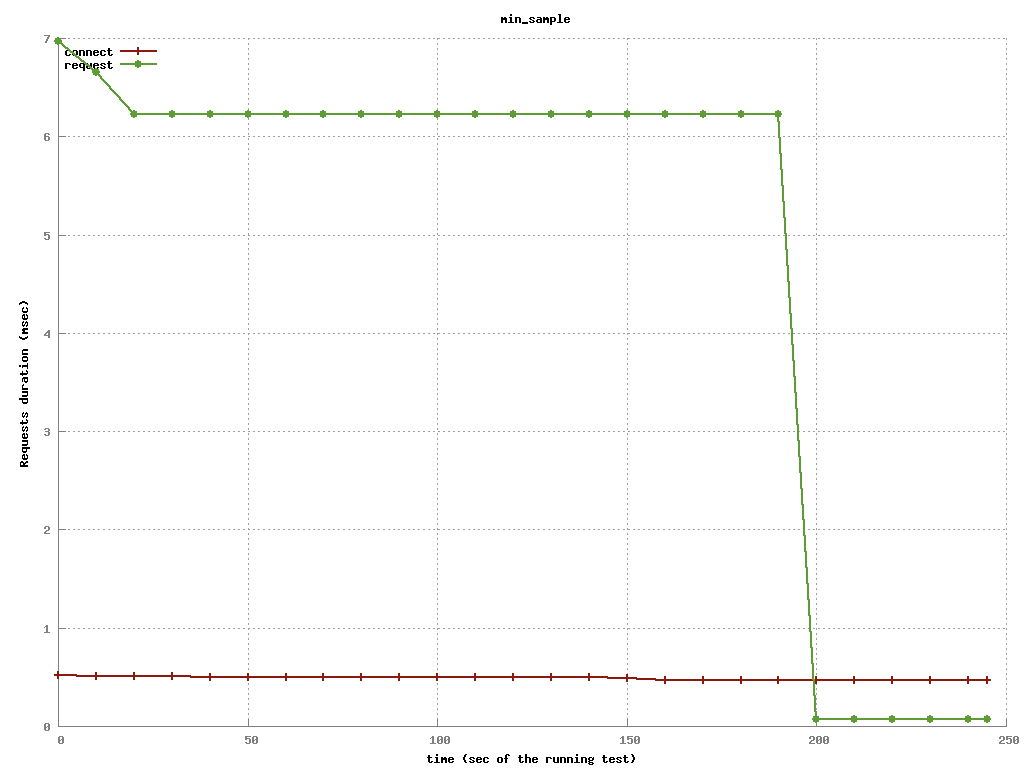 min_sample
connect
request
7
6
5
4
3
2
1
0
Requests duration (msec)
0 50 100 150 200 250
time (sec of the running test)